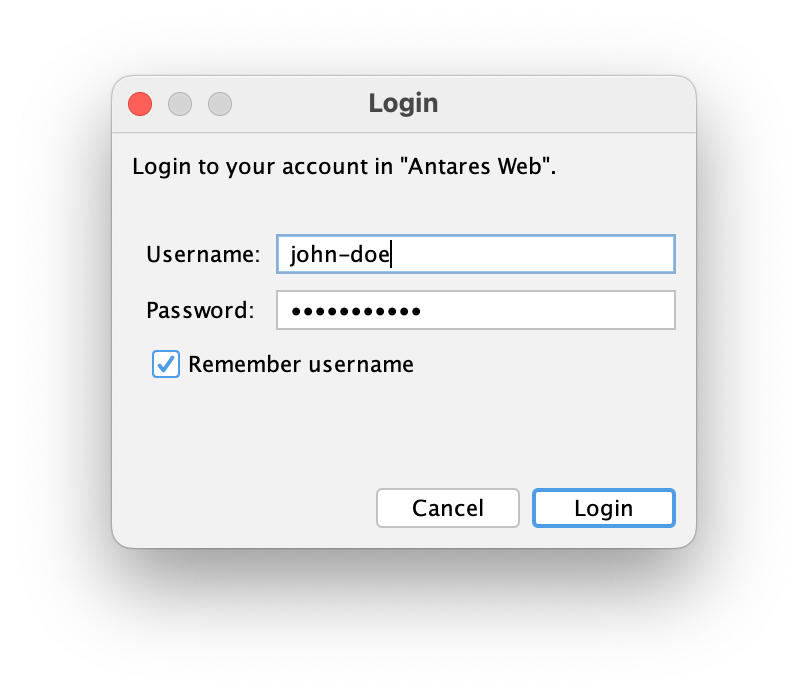 Login
Login to your account in "Antares Web".
Username: john-doe
Password: •••••••••••
Remember username
Cancel Login